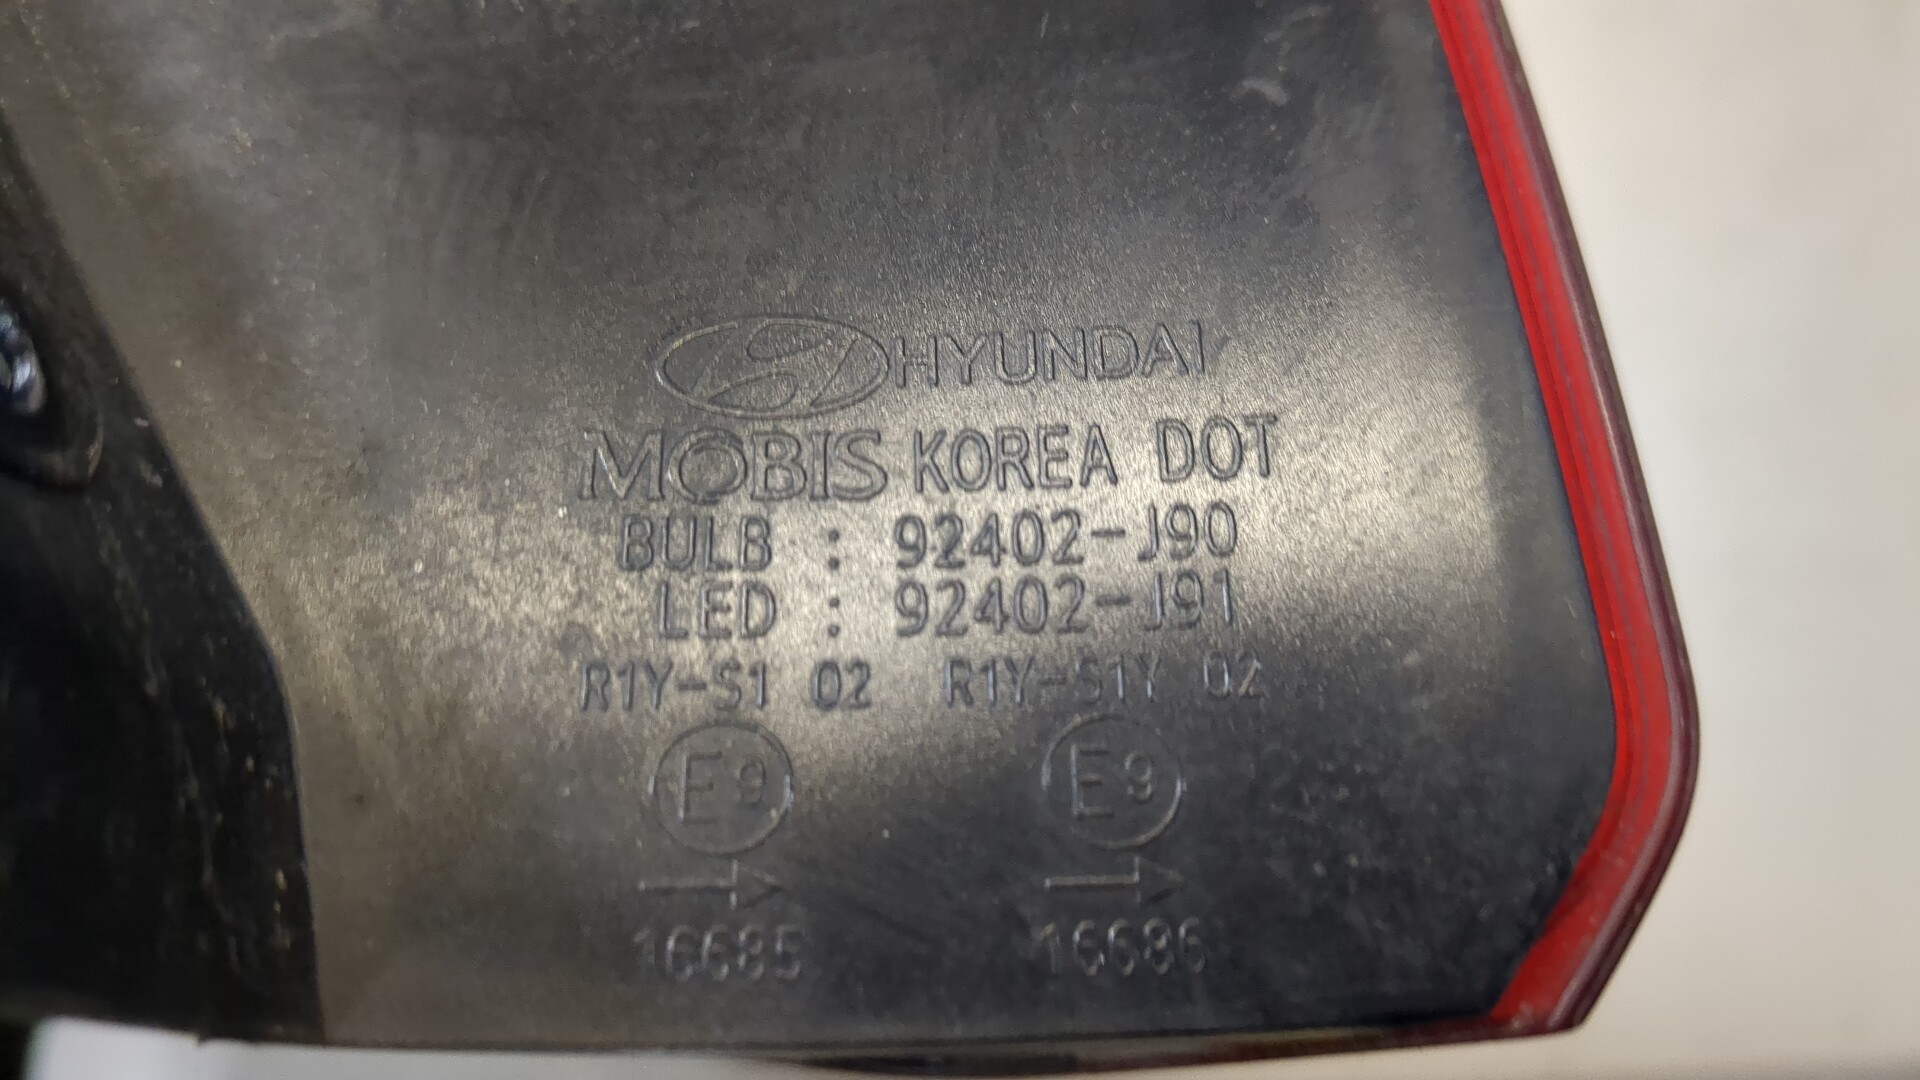 HYUNDAI
MOBIS KOREA DOT
BULB : 92402-J90
LED : 92402-J91
R1Y-S1 02 R1Y-S1Y 02
E9 E9
16685 16686